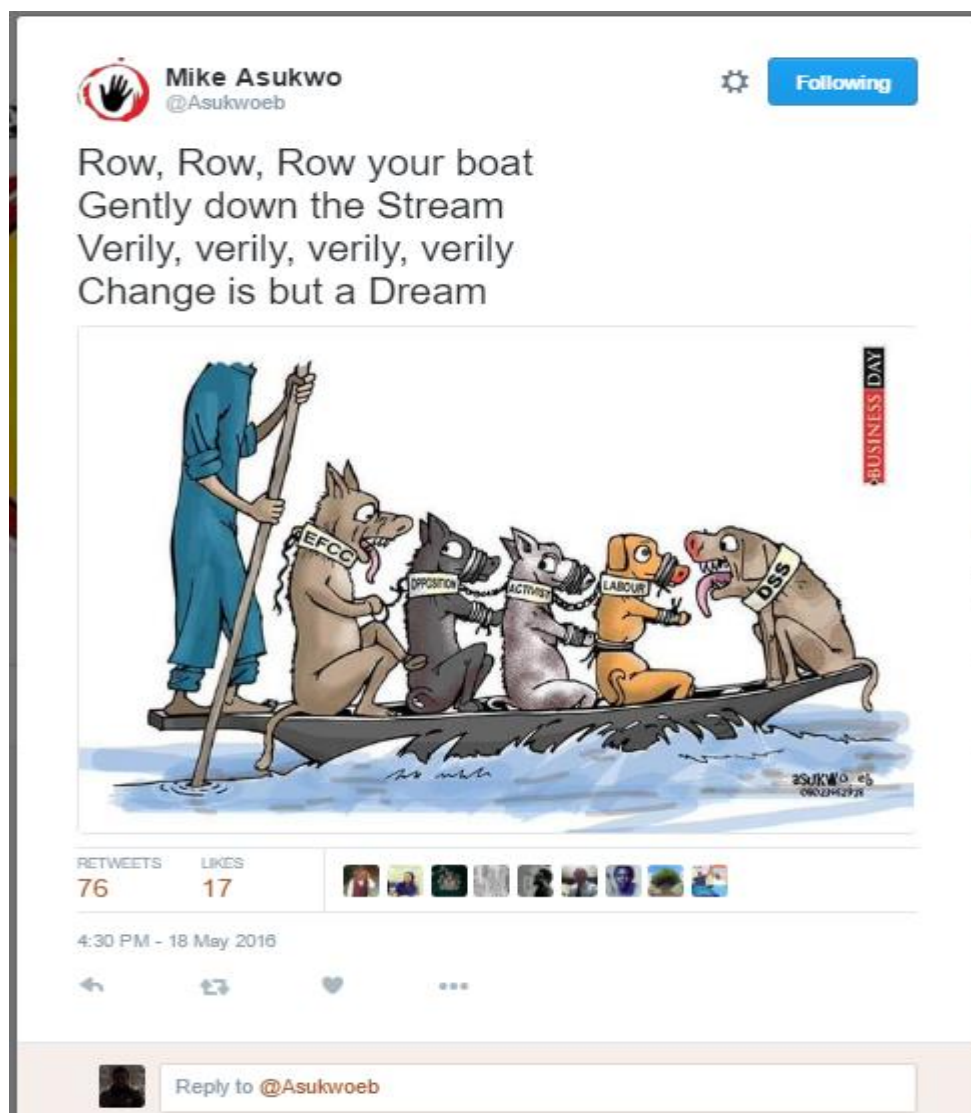 Mike Asukwo
@Asukwoeb
Following
Row, Row, Row your boat
Gently down the Stream
Verily, verily, verily, verily
Change is but a Dream
BUSINESS DAY
EFCC
OPPOSITION
ACTIVIST
LABOUR
DSS
asukwo eb
RETWEETS LIKES
76 17
4:30 PM - 18 May 2016
Reply to @Asukwoeb